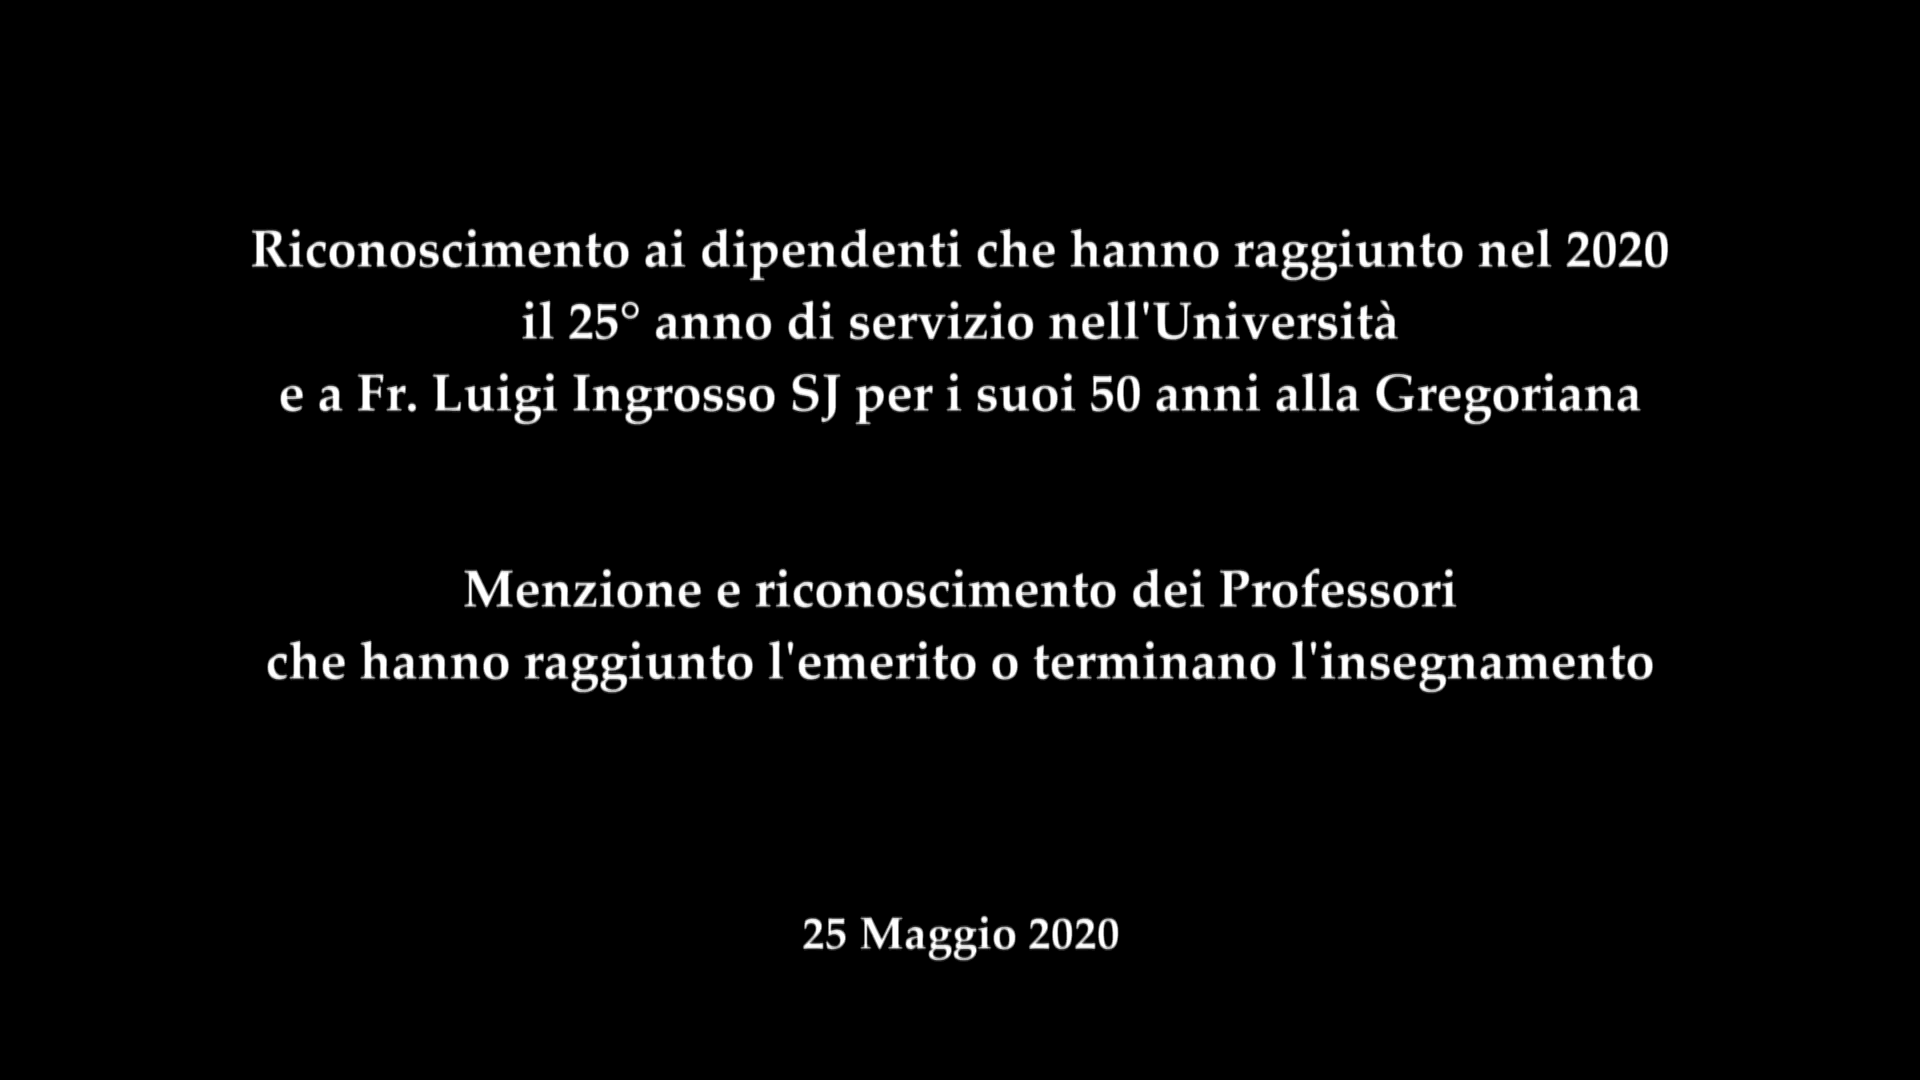 Riconoscimento ai dipendenti che hanno raggiunto nel 2020
il 25° anno di servizio nell'Università
e a Fr. Luigi Ingrosso SJ per i suoi 50 anni alla Gregoriana
Menzione e riconoscimento dei Professori
che hanno raggiunto l'emerito o terminano l'insegnamento
25 Maggio 2020